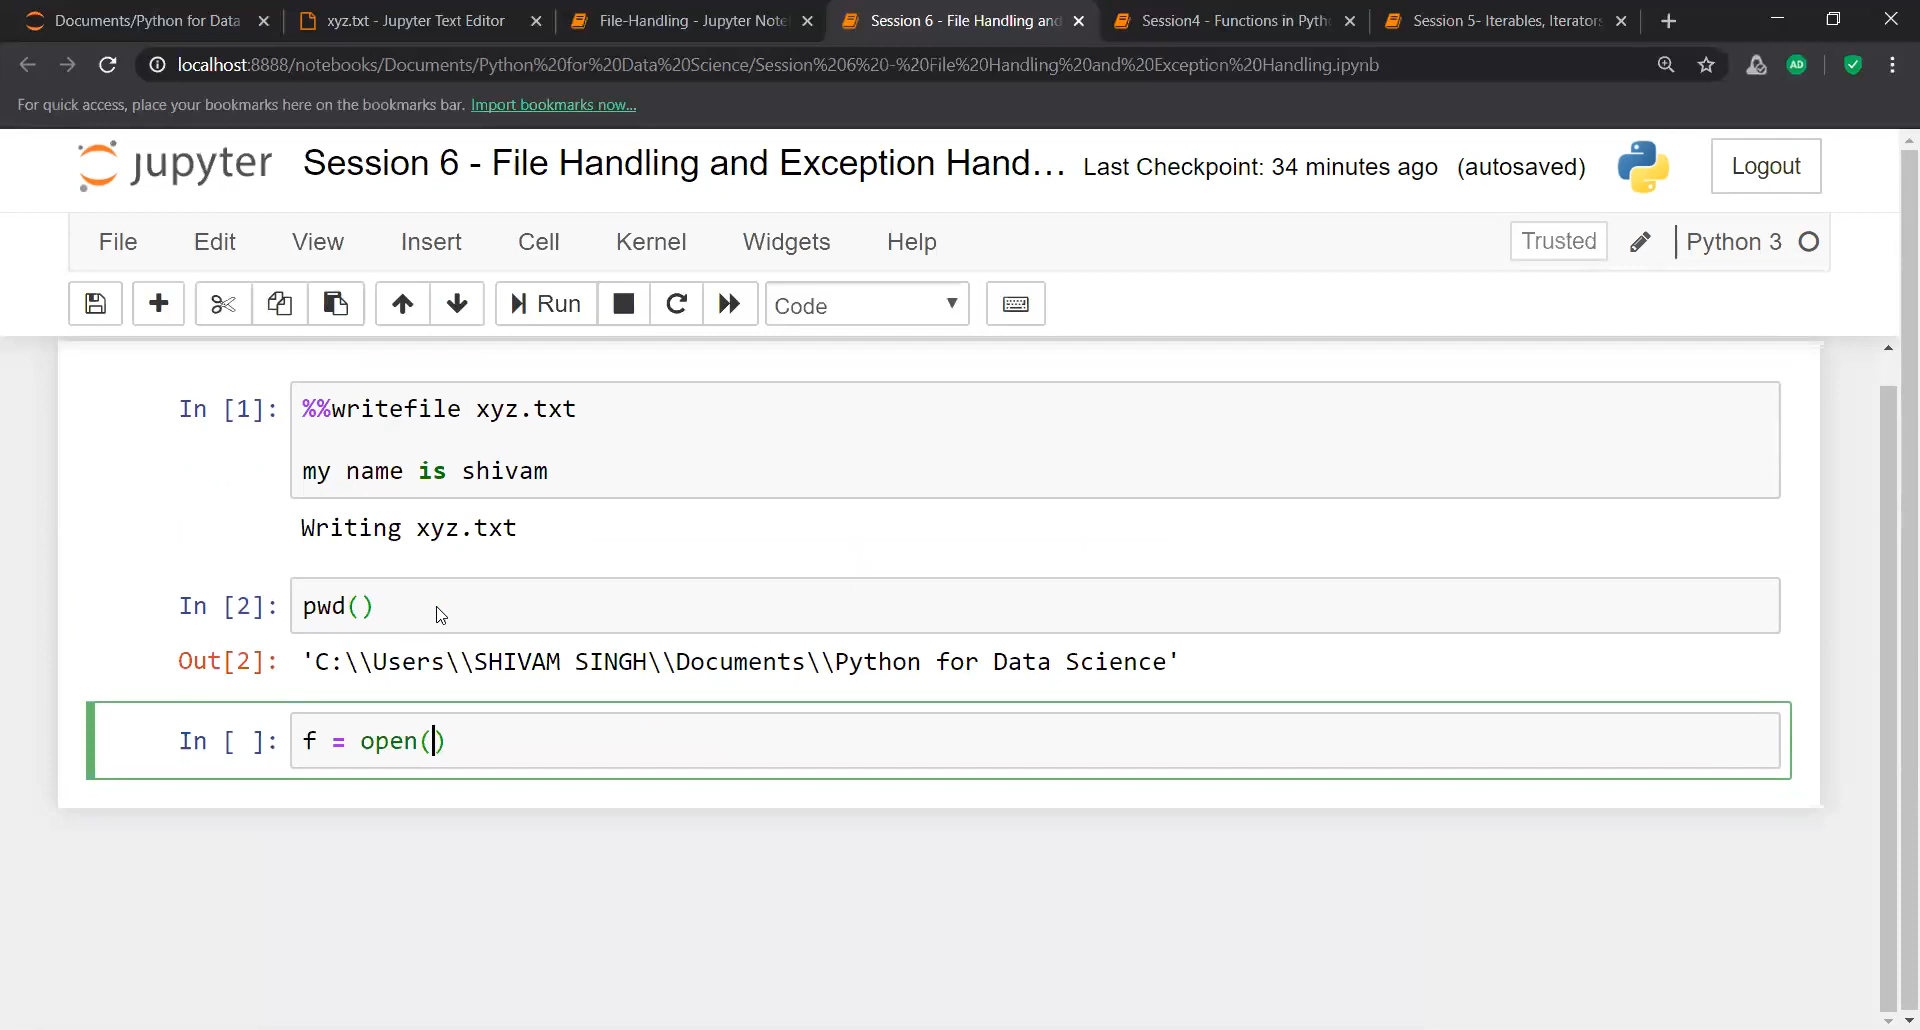 Documents/Python for Data
xyz.txt - Jupyter Text Editor
File-Handling - Jupyter Note
Session 6 - File Handling and
Session4 - Functions in Pyth
Session 5- Iterables, Iterators
localhost:8888/notebooks/Documents/Python%20for%20Data%20Science/Session%206%20-%20File%20Handling%20and%20Exception%20Handling.ipynb
AD
For quick access, place your bookmarks here on the bookmarks bar. Import bookmarks now...
jupyter Session 6 - File Handling and Exception Hand... Last Checkpoint: 34 minutes ago (autosaved) Logout
File Edit View Insert Cell Kernel Widgets Help Trusted Python 3
Run Code
In [1]: %%writefile xyz.txt
my name is shivam
Writing xyz.txt
In [2]: pwd()
Out[2]: 'C:\\Users\\SHIVAM SINGH\\Documents\\Python for Data Science'
In [ ]: f = open()